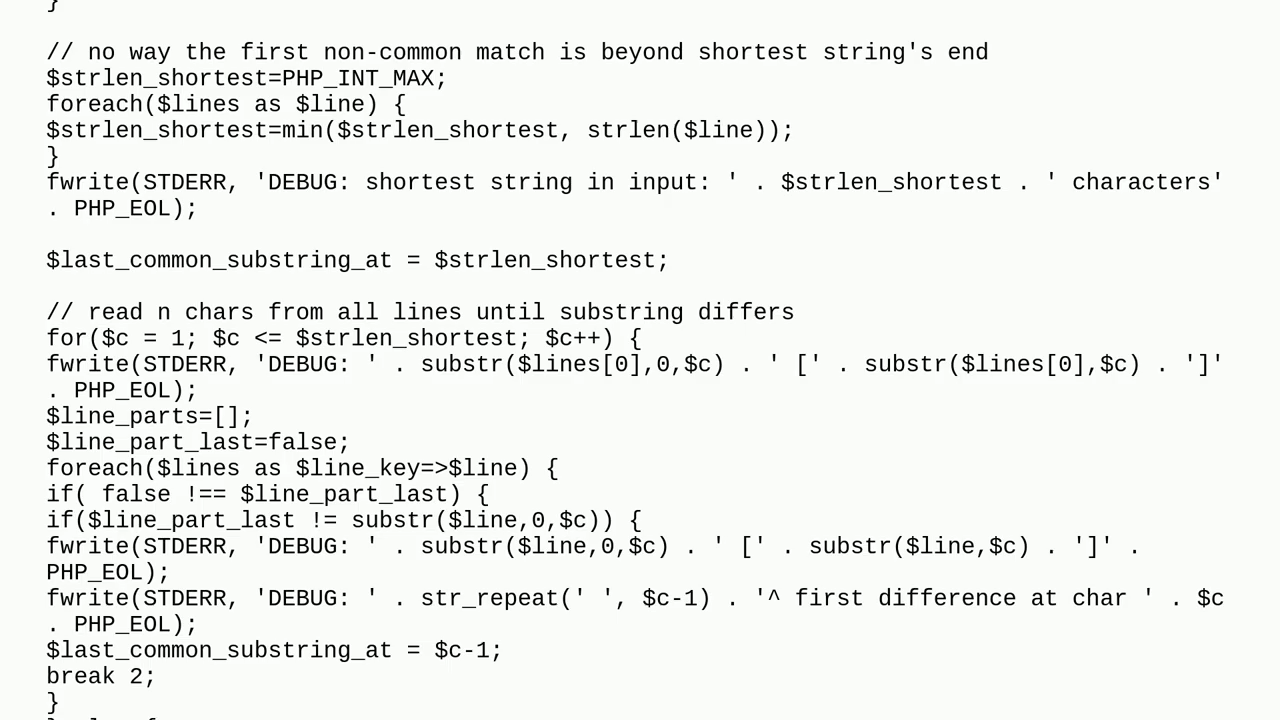 }

// no way the first non-common match is beyond shortest string's end
$strlen_shortest=PHP_INT_MAX;
foreach($lines as $line) {
$strlen_shortest=min($strlen_shortest, strlen($line));
}
fwrite(STDERR, 'DEBUG: shortest string in input: ' . $strlen_shortest . ' characters'
. PHP_EOL);

$last_common_substring_at = $strlen_shortest;

// read n chars from all lines until substring differs
for($c = 1; $c <= $strlen_shortest; $c++) {
fwrite(STDERR, 'DEBUG: ' . substr($lines[0],0,$c) . ' [' . substr($lines[0],$c) . ']'
. PHP_EOL);
$line_parts=[];
$line_part_last=false;
foreach($lines as $line_key=>$line) {
if( false !== $line_part_last) {
if($line_part_last != substr($line,0,$c)) {
fwrite(STDERR, 'DEBUG: ' . substr($line,0,$c) . ' [' . substr($line,$c) . ']' .
PHP_EOL);
fwrite(STDERR, 'DEBUG: ' . str_repeat(' ', $c-1) . '^ first difference at char ' . $c
. PHP_EOL);
$last_common_substring_at = $c-1;
break 2;
}